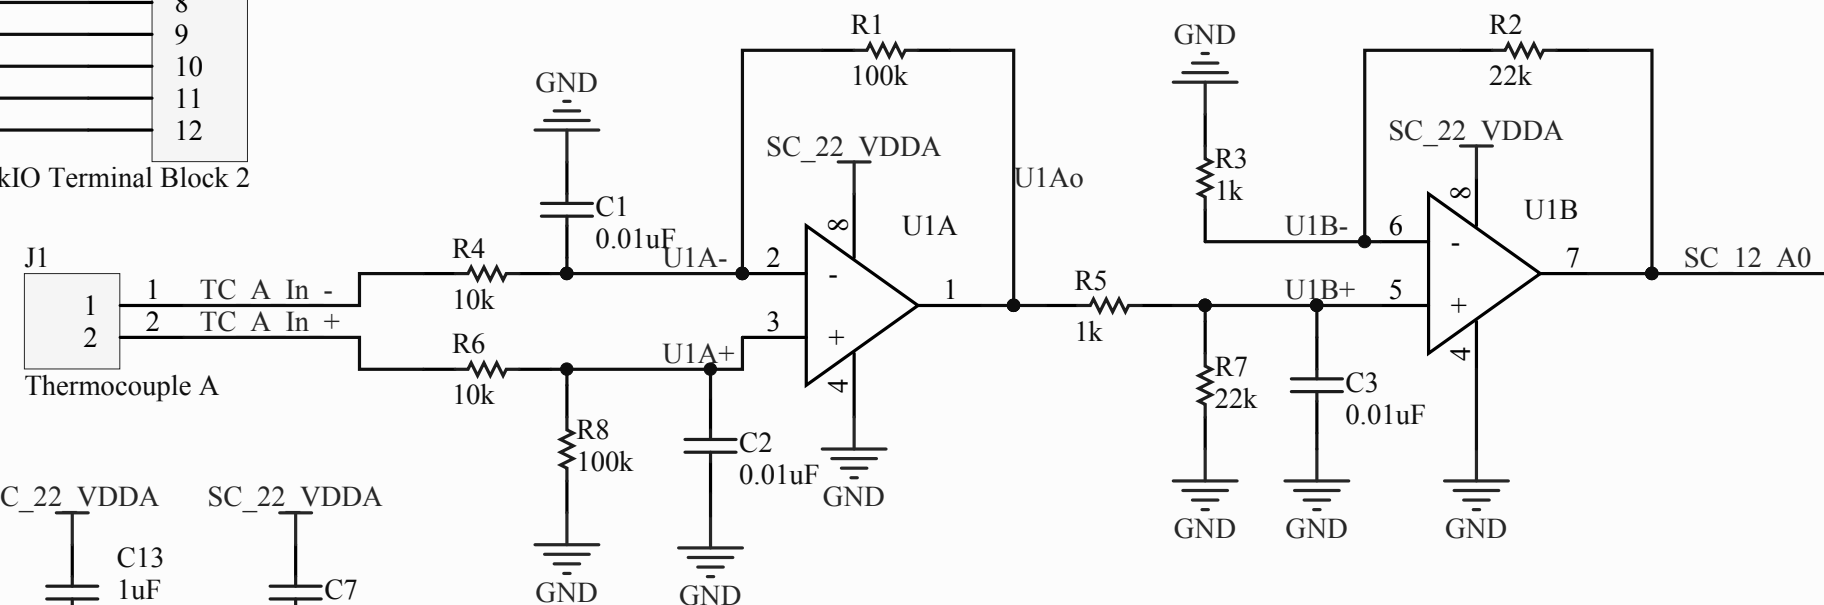 8
9
10
11
12
kIO Terminal Block 2
J1
1
2
1
TC_A_In_-
2
TC_A_In_+
Thermocouple A
R4
10k
R6
10k
GND
C1
0.01uF
U1A-
2
U1A+
3
R8
100k
GND
C2
0.01uF
GND
R1
100k
SC_22_VDDA
8
U1A
-
+
4
GND
1
U1Ao
R5
1k
GND
R3
1k
U1B-
6
U1B+
5
R7
22k
GND
C3
0.01uF
GND
R2
22k
SC_22_VDDA
8
U1B
-
+
4
GND
7
SC_12_A0
C_22_VDDA
C13
1uF
SC_22_VDDA
C7